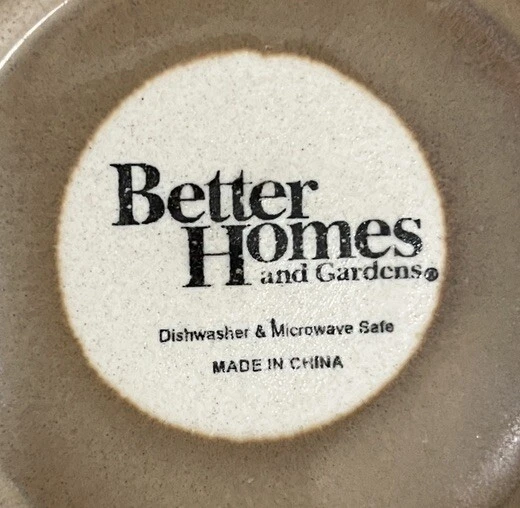 Better
Homes
and Gardens®
Dishwasher & Microwave Safe
MADE IN CHINA